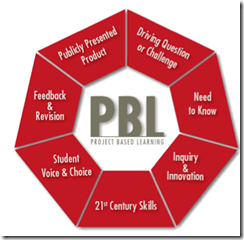 Publicly Presented
Product
Driving Question
or Challenge
Need
to Know
Inquiry
&
Innovation
21st Century Skills
Student
Voice & Choice
Feedback
&
Revision
PBL
PROJECT BASED LEARNING